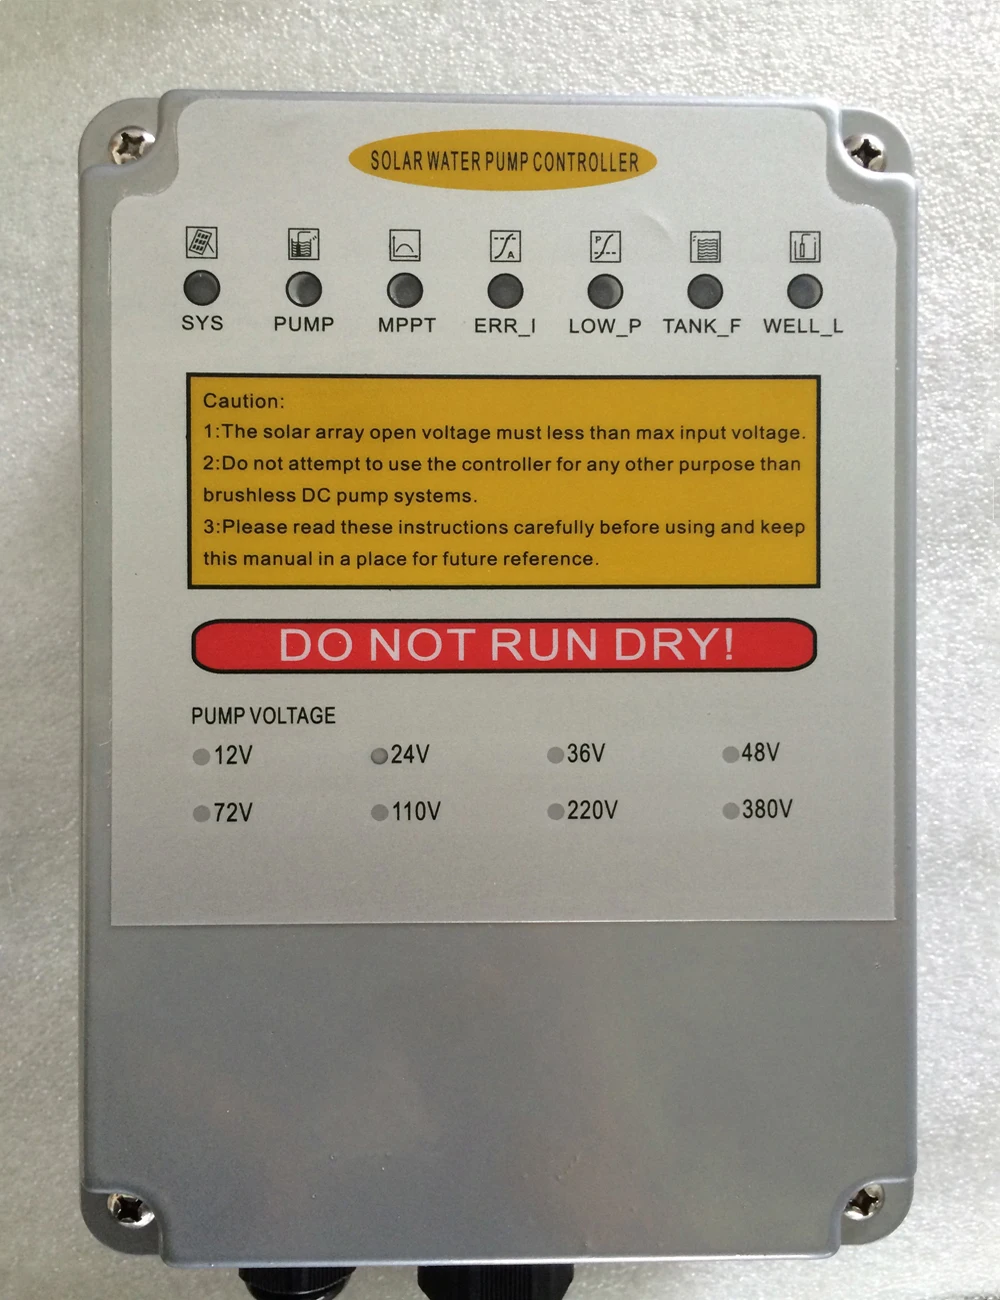 SOLAR WATER PUMP CONTROLLER
SYS PUMP MPPT ERR_I LOW_P TANK_F WELL_L
Caution:
1:The solar array open voltage must less than max input voltage.
2:Do not attempt to use the controller for any other purpose than
brushless DC pump systems.
3:Please read these instructions carefully before using and keep
this manual in a place for future reference.
DO NOT RUN DRY!
PUMP VOLTAGE
12V 24V 36V 48V
72V 110V 220V 380V